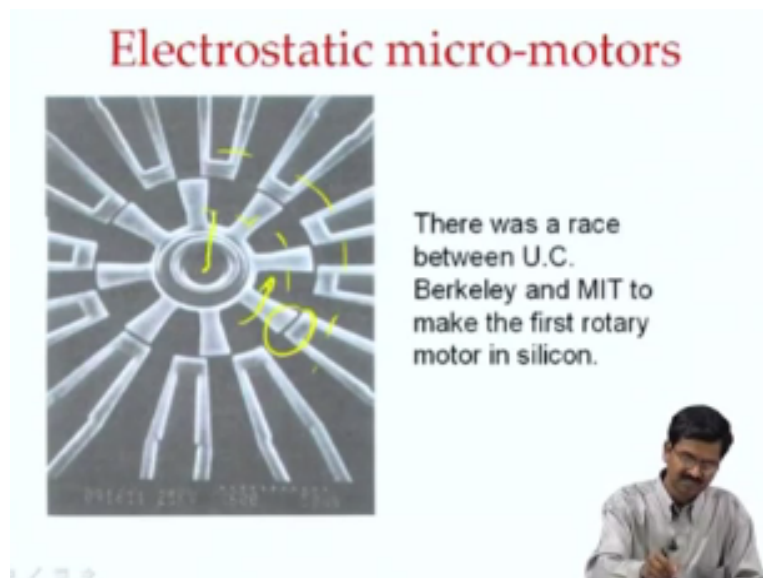 Electrostatic micro-motors
There was a race
between U.C.
Berkeley and MIT to
make the first rotary
motor in silicon.